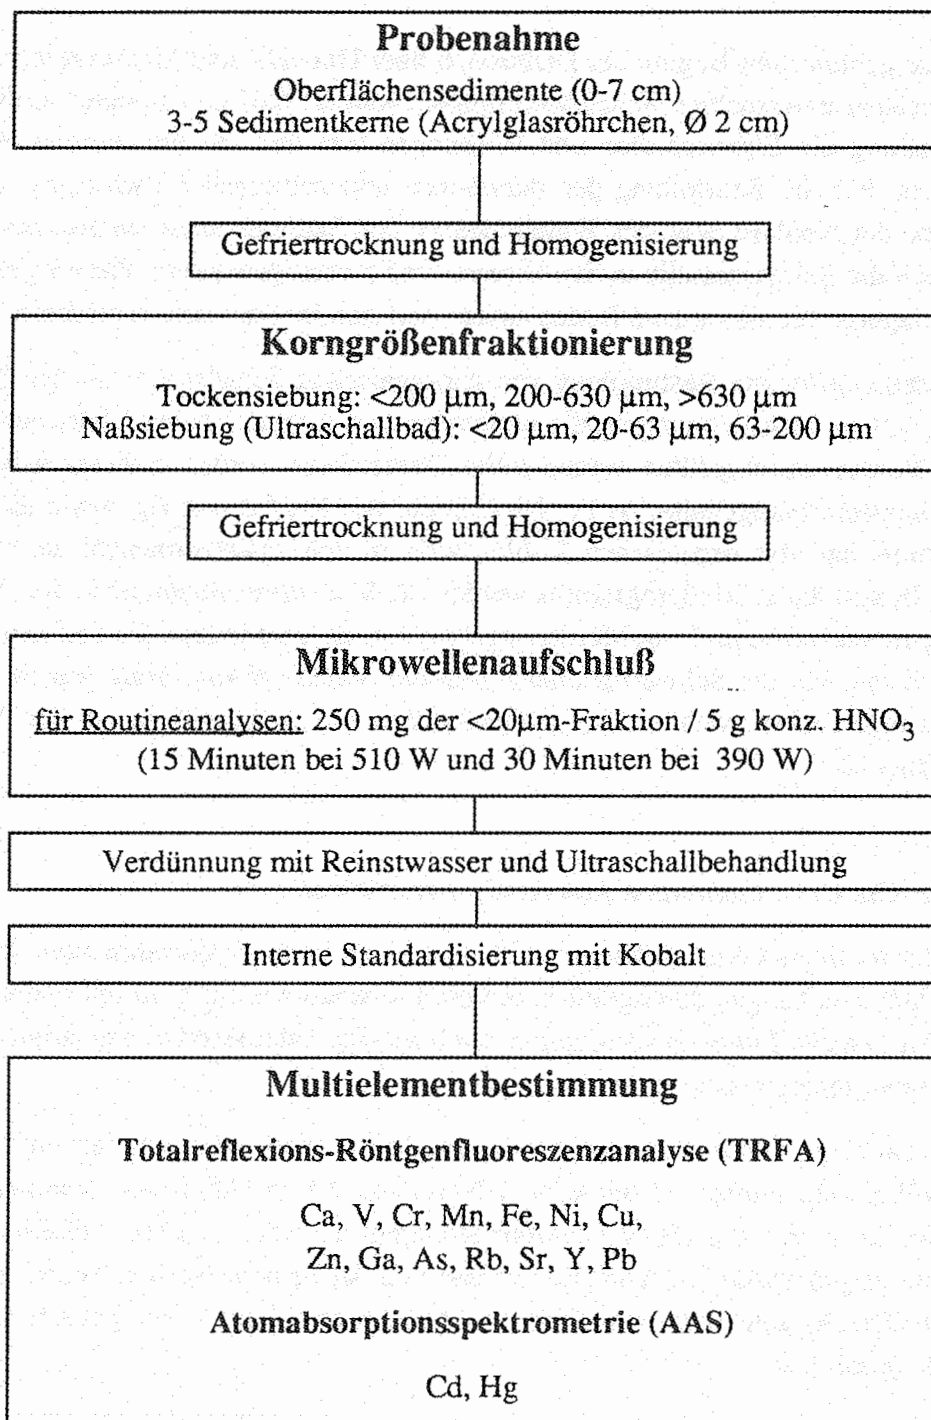 Probenahme
Oberflächensedimente (0-7 cm)
3-5 Sedimentkerne (Acrylglasröhrchen, Ø 2 cm)
Gefriertrocknung und Homogenisierung
Korngrößenfraktionierung
Tockensiebung: <200 µm, 200-630 µm, >630 µm
Naßsiebung (Ultraschallbad): <20 µm, 20-63 µm, 63-200 µm
Gefriertrocknung und Homogenisierung
Mikrowellenaufschluß
für Routineanalysen: 250 mg der <20µm-Fraktion / 5 g konz. HNO₃
(15 Minuten bei 510 W und 30 Minuten bei 390 W)
Verdünnung mit Reinstwasser und Ultraschallbehandlung
Interne Standardisierung mit Kobalt
Multielementbestimmung
Totalreflexions-Röntgenfluoreszenzanalyse (TRFA)
Ca, V, Cr, Mn, Fe, Ni, Cu,
Zn, Ga, As, Rb, Sr, Y, Pb
Atomabsorptionsspektrometrie (AAS)
Cd, Hg